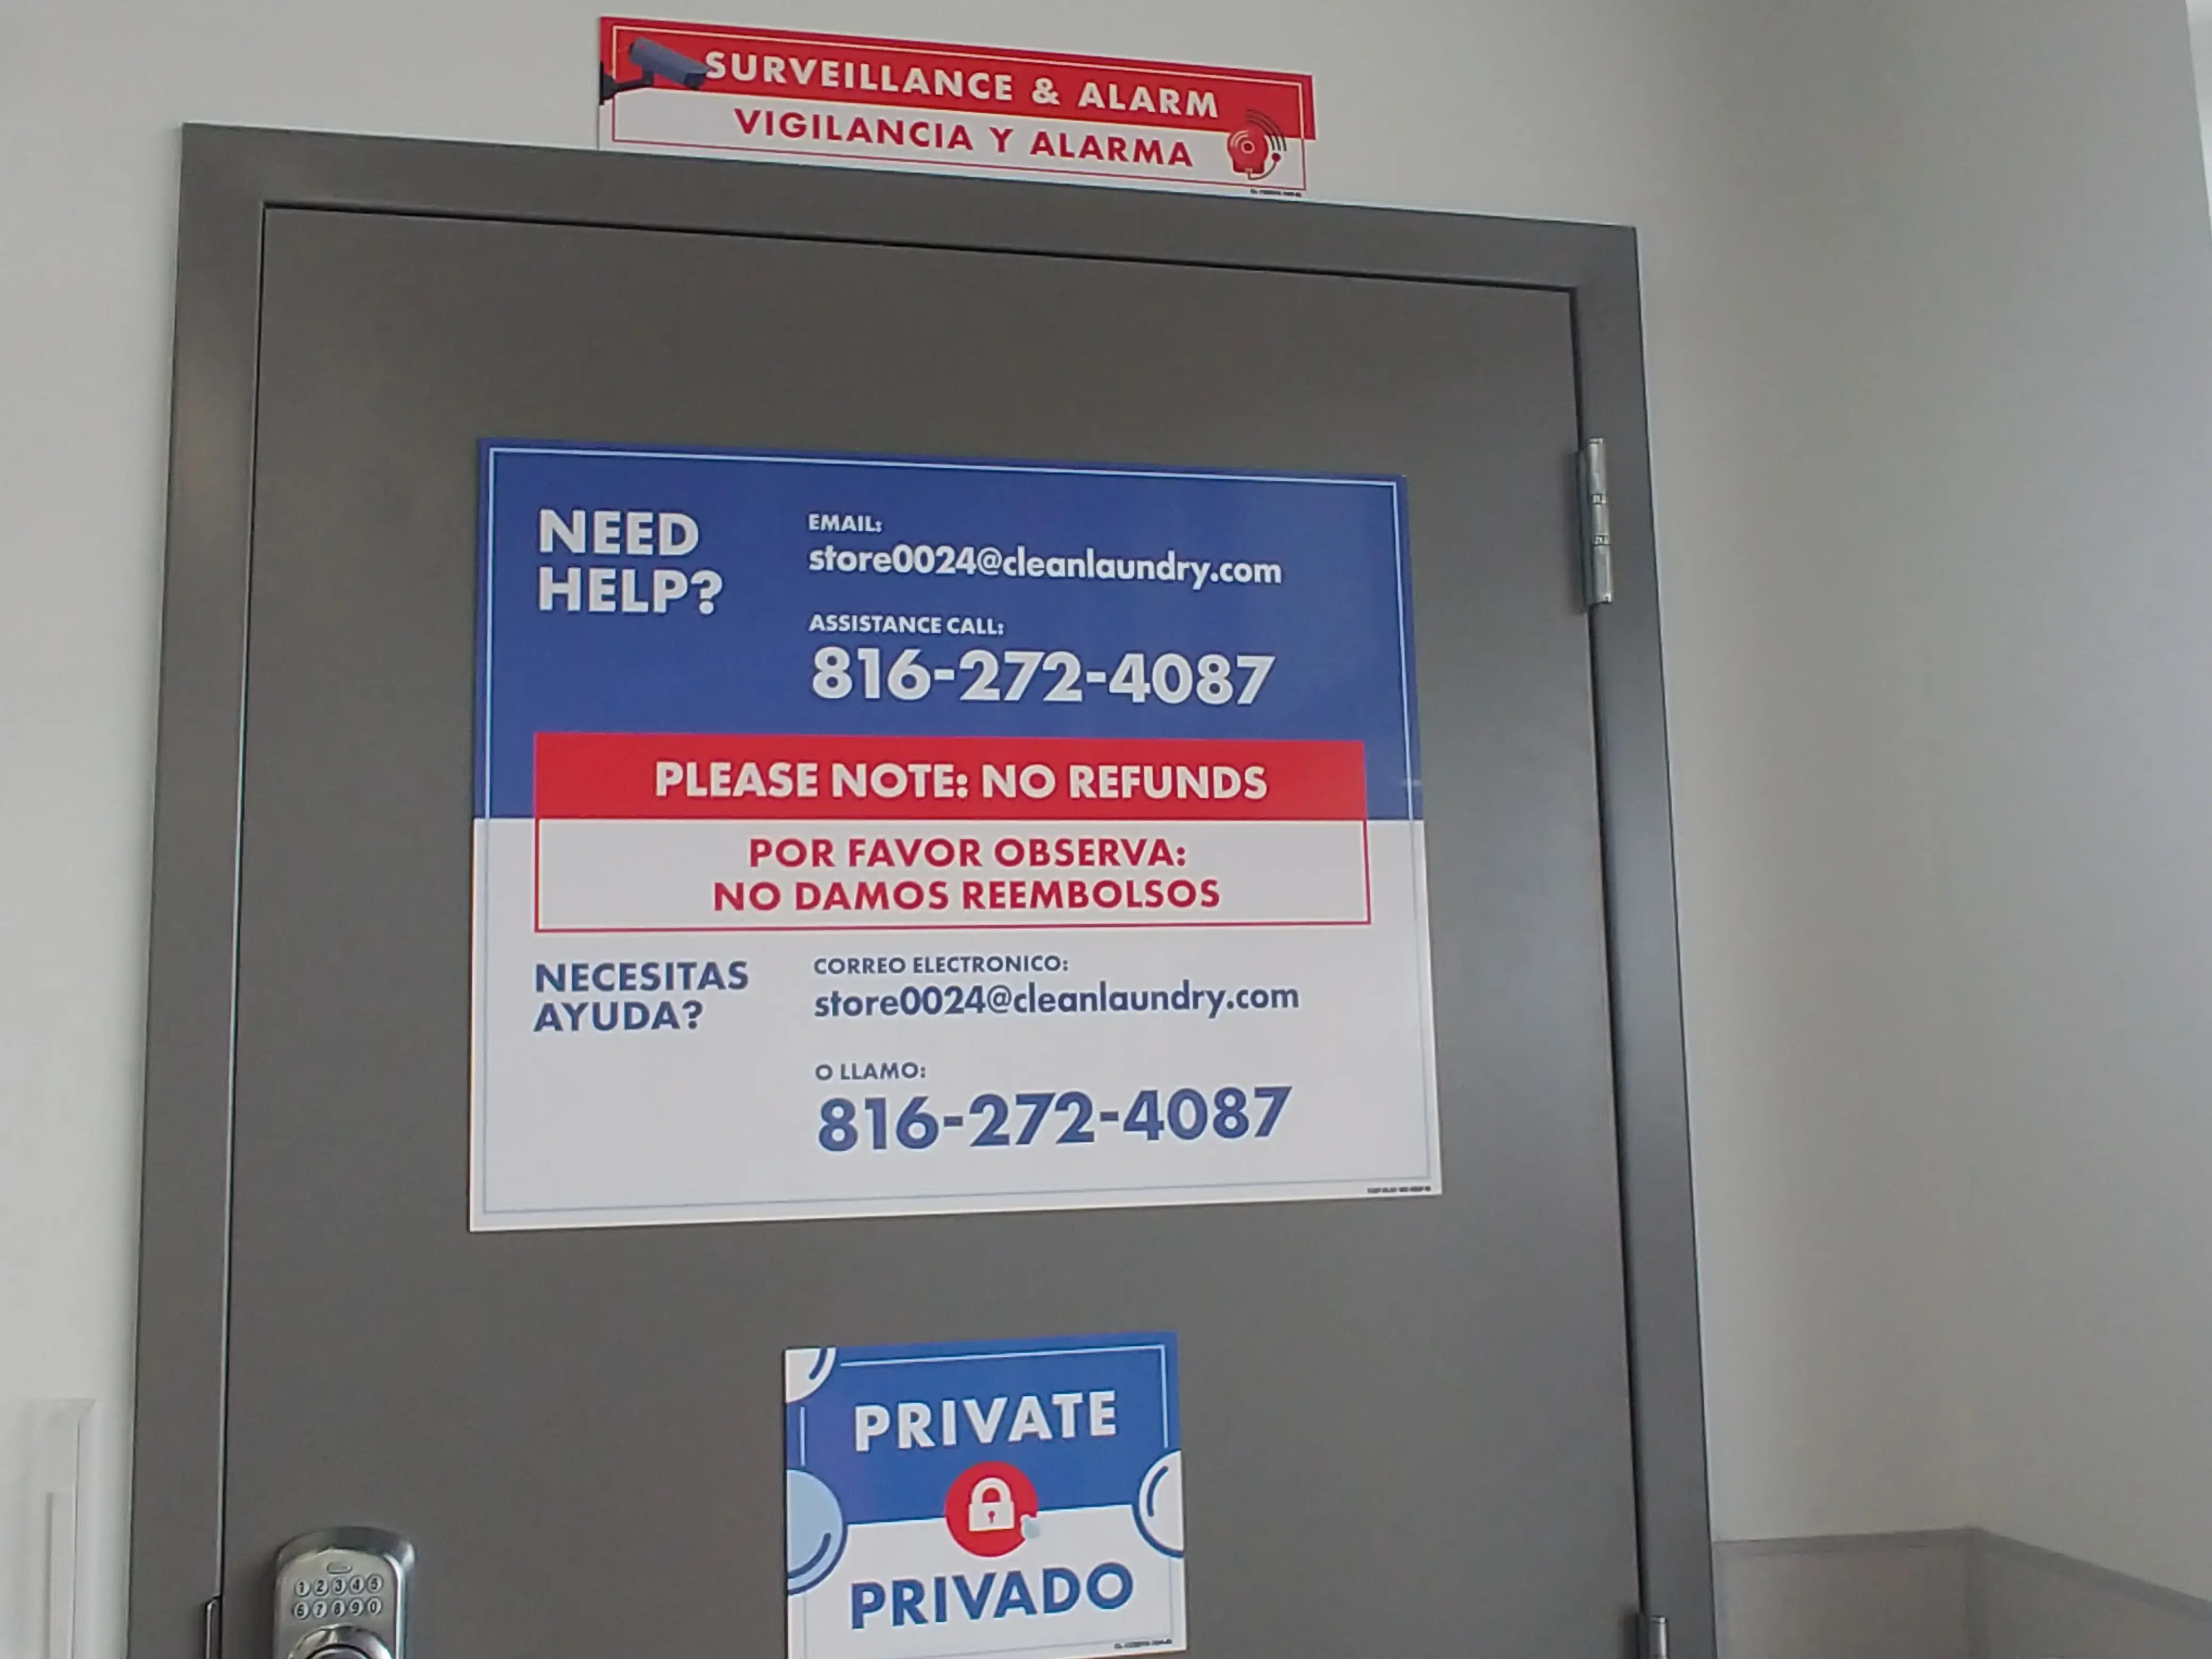 SURVEILLANCE & ALARM
VIGILANCIA Y ALARMA
NEED
HELP?
EMAIL:
store0024@cleanlaundry.com
ASSISTANCE CALL:
816-272-4087
PLEASE NOTE: NO REFUNDS
POR FAVOR OBSERVA:
NO DAMOS REEMBOLSOS
NECESITAS
AYUDA?
CORREO ELECTRONICO:
store0024@cleanlaundry.com
O LLAMO:
816-272-4087
PRIVATE
PRIVADO
1 2 3 4 5
6 7 8 9 0